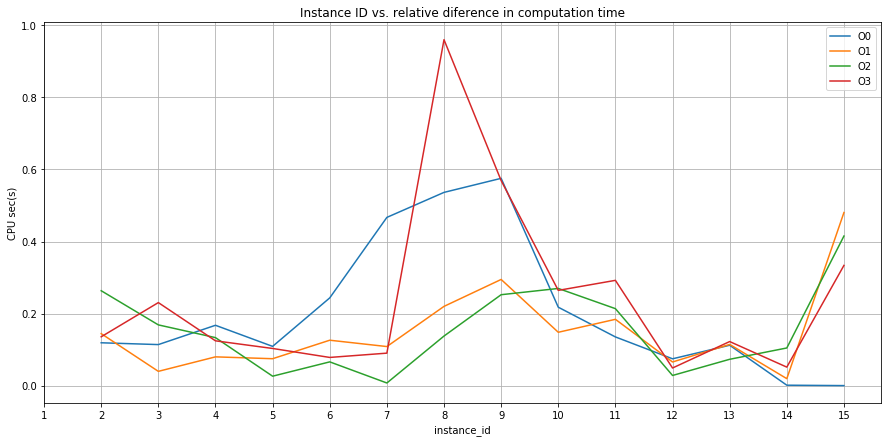 Instance ID vs. relative diference in computation time
O0
O1
O2
O3
CPU sec(s)
1.0
0.8
0.6
0.4
0.2
0.0
1 2 3 4 5 6 7 8 9 10 11 12 13 14 15
instance_id